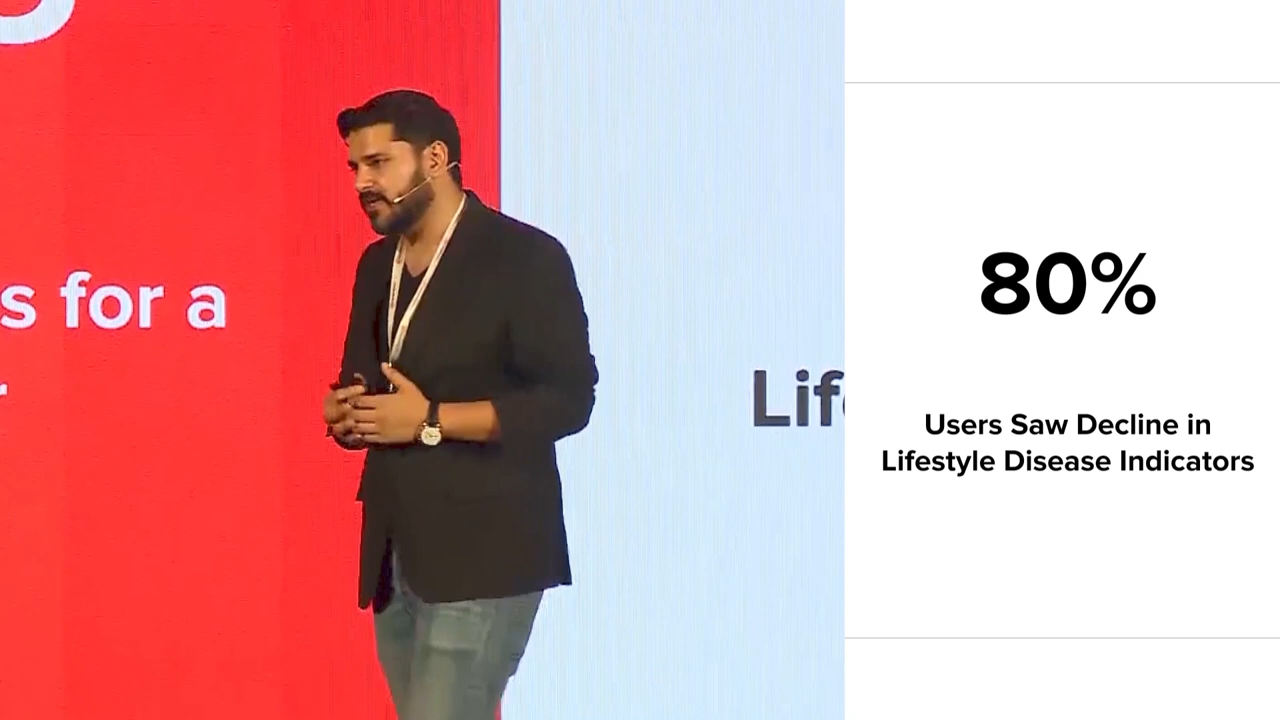 s for a
Lif
80%
Users Saw Decline in
Lifestyle Disease Indicators